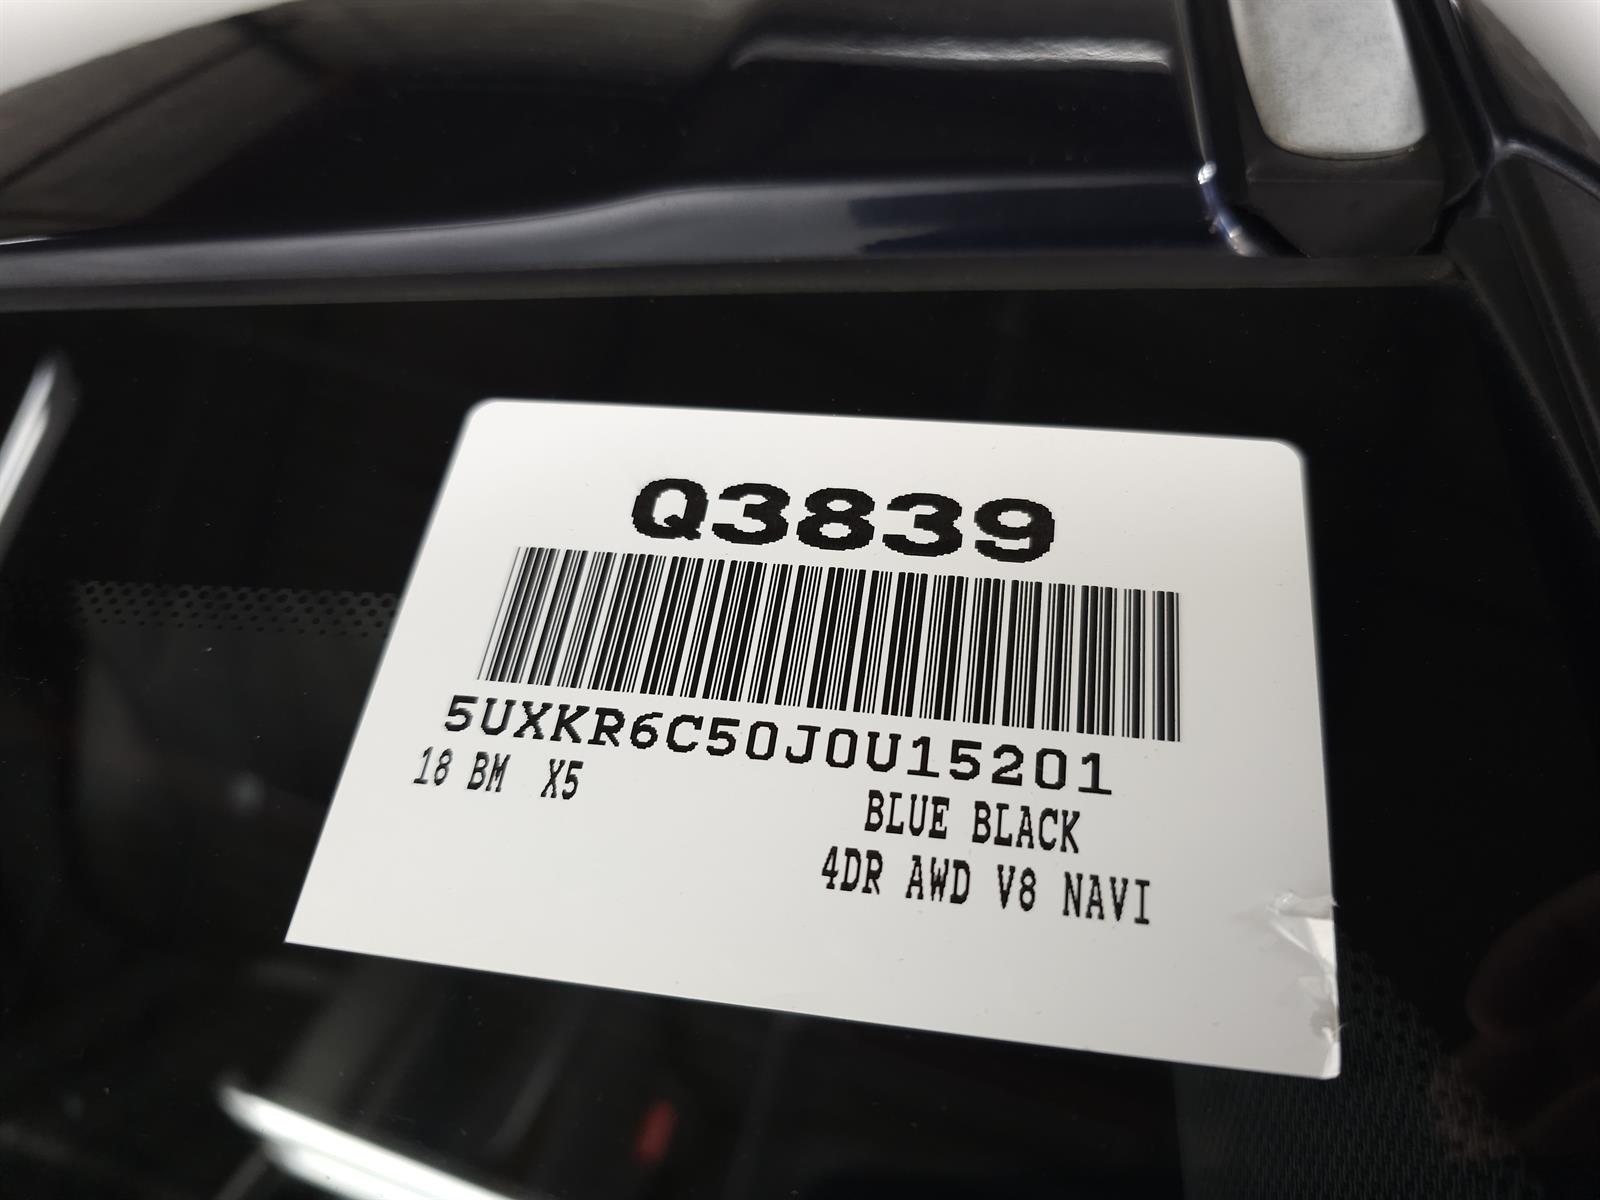 Q3839
5UXKR6C50J0U15201
18 BM X5
BLUE BLACK
4DR AWD V8 NAVI